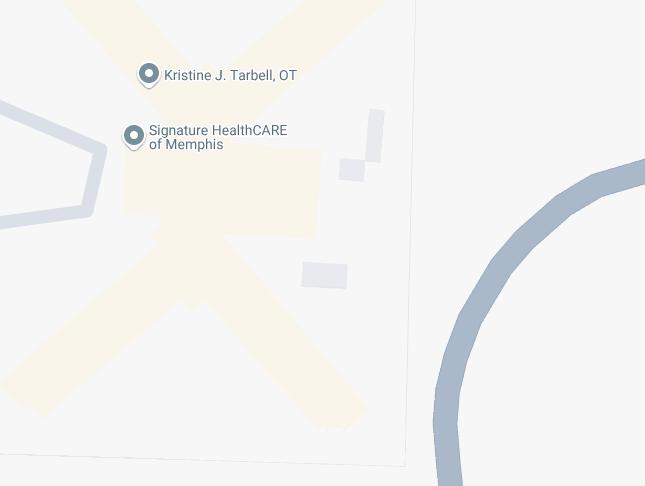 Kristine J. Tarbell, OT
Signature HealthCARE
of Memphis